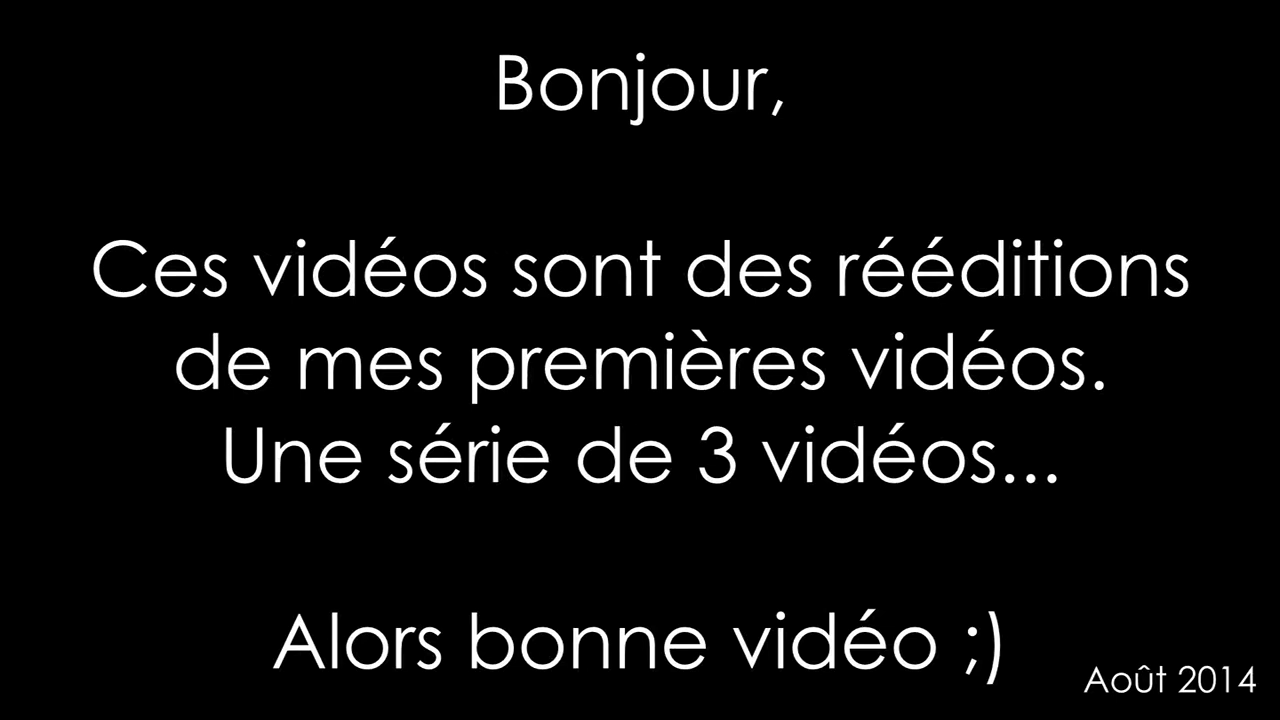 Bonjour,
Ces vidéos sont des rééditions
de mes premières vidéos.
Une série de 3 vidéos...
Alors bonne vidéo ;)
Août 2014